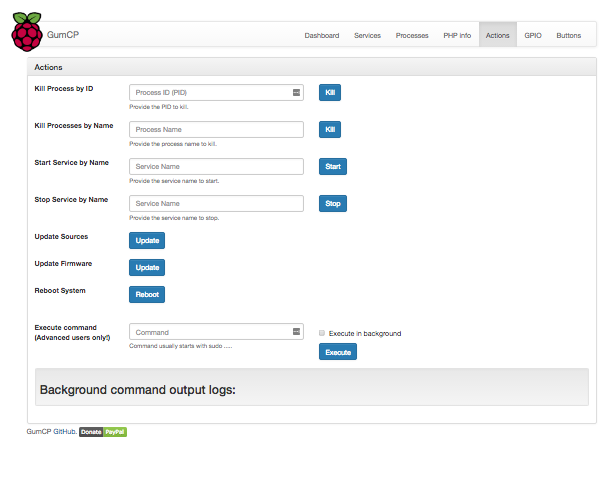 GumCP
Dashboard Services Processes PHP info Actions GPIO Buttons
Actions
Kill Process by ID Process ID (PID) Kill
Provide the PID to kill.
Kill Processes by Name Process Name Kill
Provide the process name to kill.
Start Service by Name Service Name Start
Provide the service name to start.
Stop Service by Name Service Name Stop
Provide the service name to stop.
Update Sources Update
Update Firmware Update
Reboot System Reboot
Execute command Command Execute in background
(Advanced users only!) Command usually starts with sudo ..... Execute
Background command output logs:
GumCP GitHub. Donate PayPal